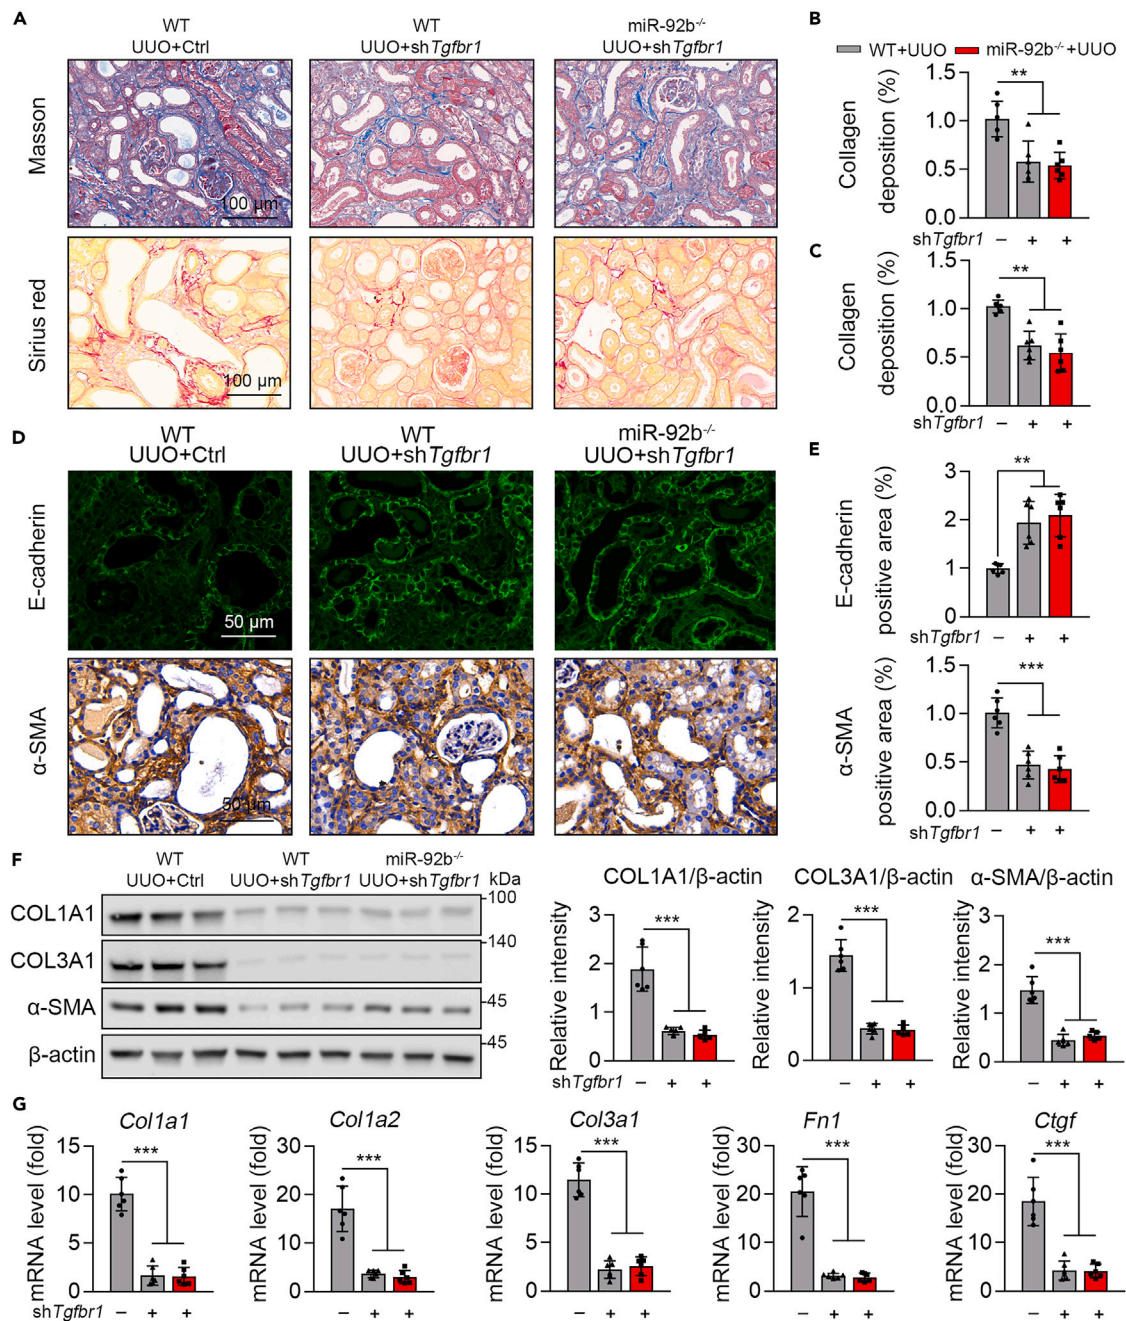 A
WT
UUO+Ctrl
WT
UUO+shTgfbr1
miR-92b-/-
UUO+shTgfbr1
Masson
100 µm
Sirius red
100 µm
B
WT+UUO
miR-92b-/-+UUO
Collagen
deposition (%)
1.5
1.0
0.5
0.0
**
shTgfbr1
– + +
C
Collagen
deposition (%)
1.5
1.0
0.5
0.0
**
shTgfbr1
– + +
D
WT
UUO+Ctrl
WT
UUO+shTgfbr1
miR-92b-/-
UUO+shTgfbr1
E-cadherin
50 µm
α-SMA
50 µm
E
E-cadherin
positive area (%)
3
2
1
0
**
shTgfbr1
– + +
α-SMA
positive area (%)
1.5
1.0
0.5
0.0
***
shTgfbr1
– + +
F
WT
UUO+Ctrl
WT
UUO+shTgfbr1
miR-92b-/-
UUO+shTgfbr1
kDa
COL1A1
100
COL3A1
140
α-SMA
45
β-actin
45
COL1A1/β-actin
Relative intensity
3
2
1
0
***
shTgfbr1
– + +
COL3A1/β-actin
Relative intensity
2
1
0
***
– + +
α-SMA/β-actin
Relative intensity
3
2
1
0
***
– + +
G
Col1a1
mRNA level (fold)
15
10
5
0
***
shTgfbr1
– + +
Col1a2
mRNA level (fold)
30
20
10
0
***
– + +
Col3a1
mRNA level (fold)
15
10
5
0
***
– + +
Fn1
mRNA level (fold)
30
20
10
0
***
– + +
Ctgf
mRNA level (fold)
30
20
10
0
***
– + +